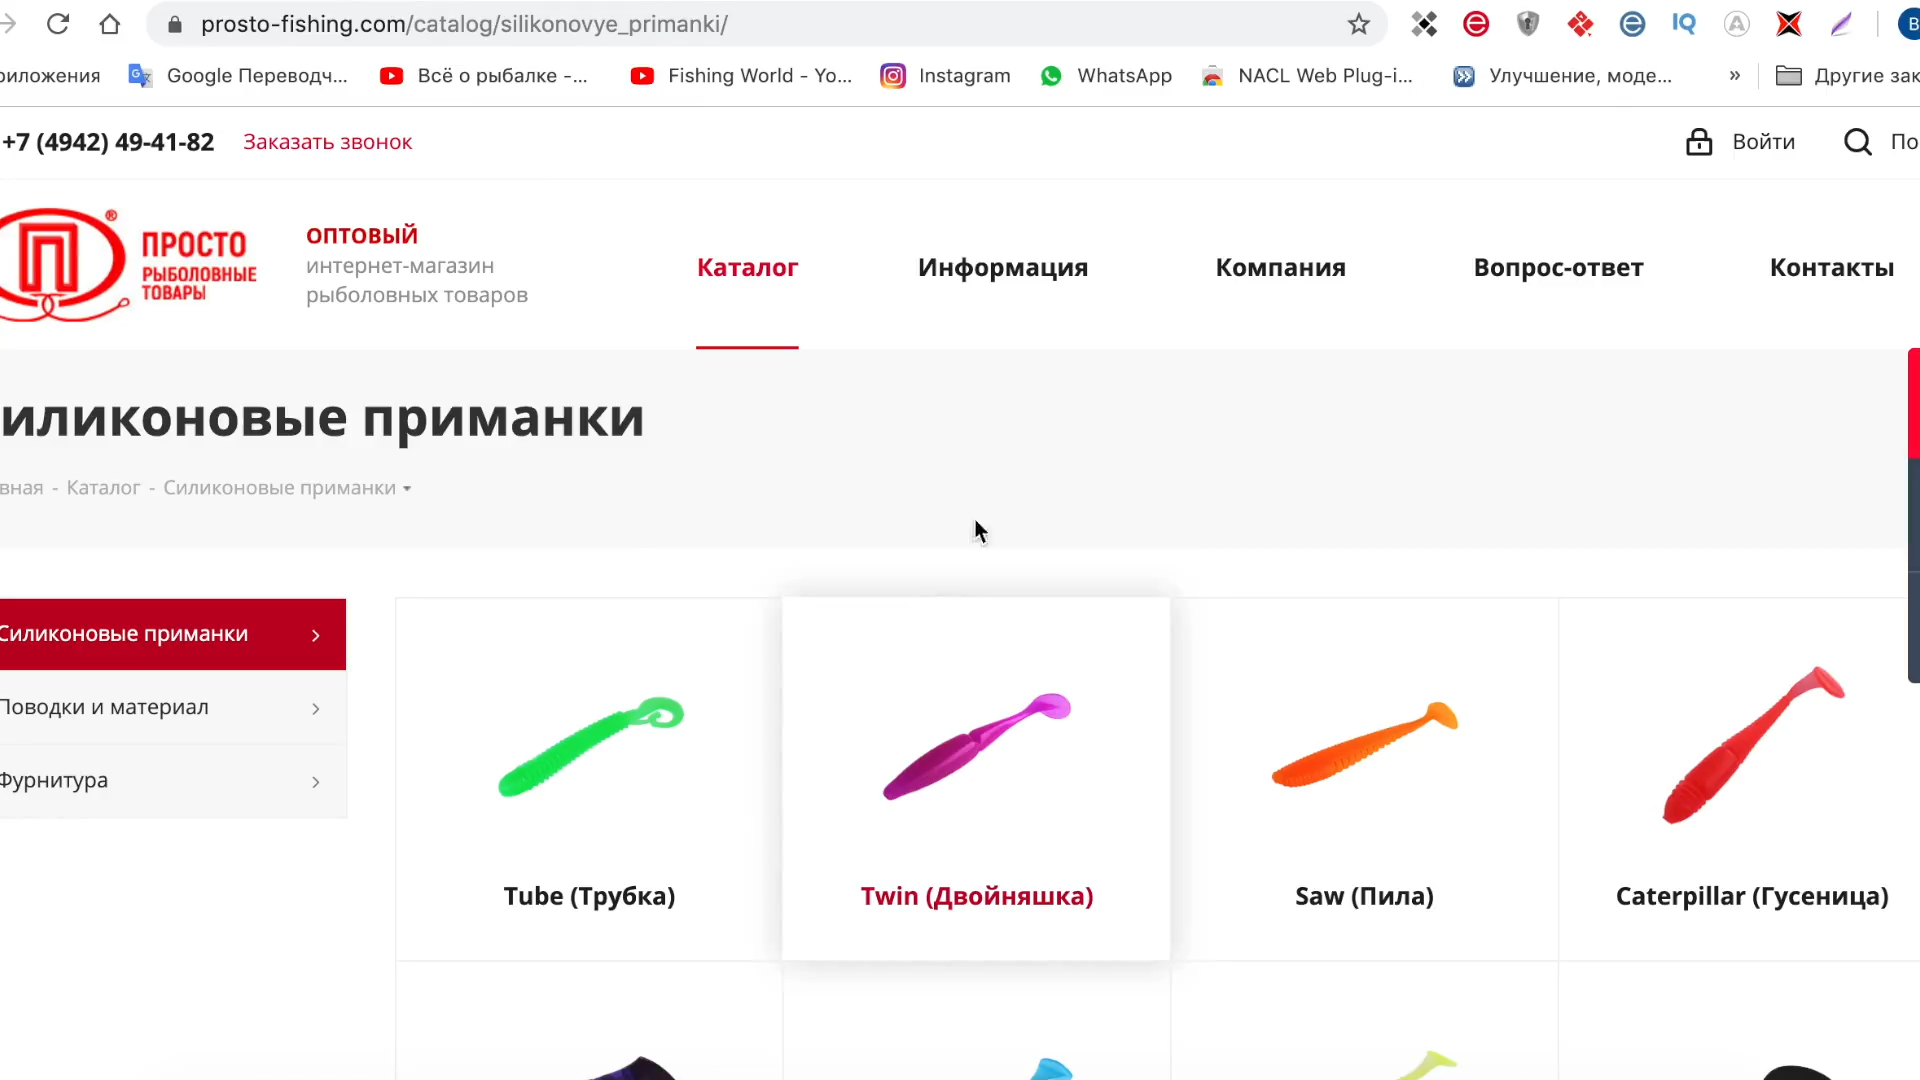 prosto-fishing.com/catalog/silikonovye_primanki/
риложения Google Переводч... Всё о рыбалке -... Fishing World - Yo... Instagram WhatsApp NACL Web Plug-i... Улучшение, моде... » Другие зак
+7 (4942) 49-41-82 Заказать звонок Войти По
ПРОСТО
РЫБОЛОВНЫЕ
ТОВАРЫ
ОПТОВЫЙ
интернет-магазин
рыболовных товаров
Каталог Информация Компания Вопрос-ответ Контакты
иликоновые приманки
вная - Каталог - Силиконовые приманки
Силиконовые приманки
Поводки и материал
Фурнитура
Tube (Трубка) Twin (Двойняшка) Saw (Пила) Caterpillar (Гусеница)